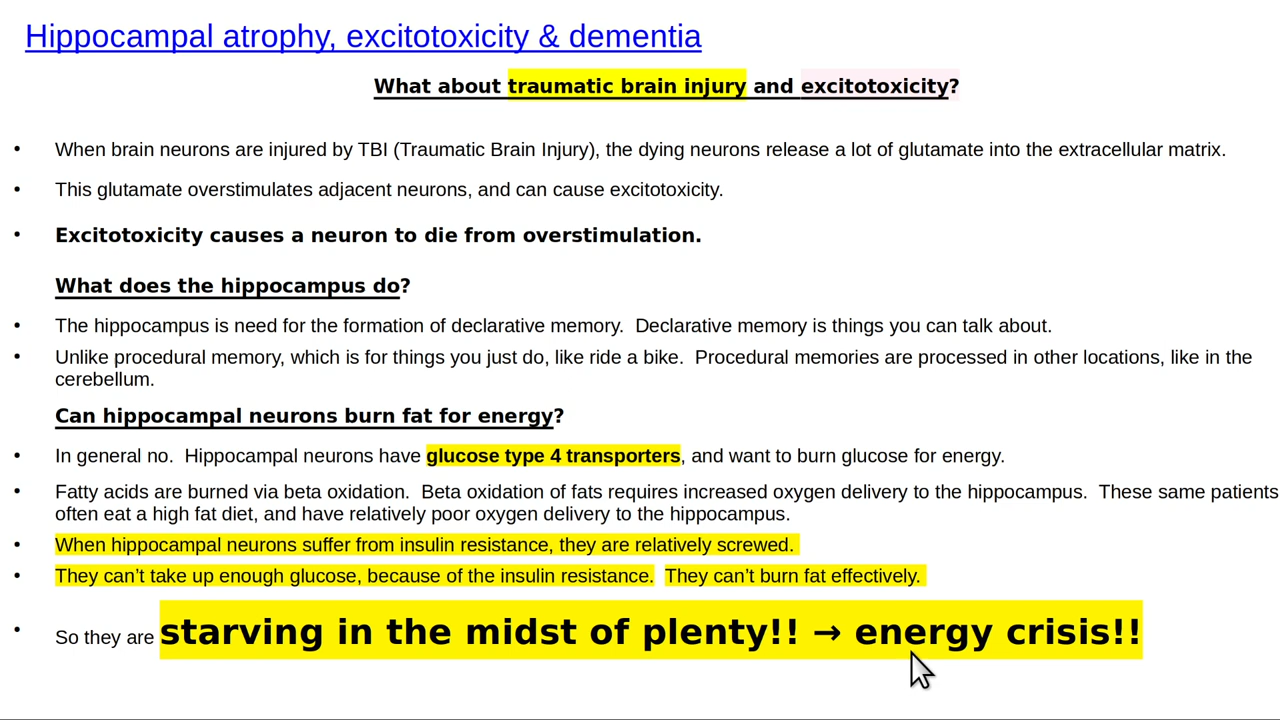 Hippocampal atrophy, excitotoxicity & dementia
What about traumatic brain injury and excitotoxicity?
• When brain neurons are injured by TBI (Traumatic Brain Injury), the dying neurons release a lot of glutamate into the extracellular matrix.
• This glutamate overstimulates adjacent neurons, and can cause excitotoxicity.
• Excitotoxicity causes a neuron to die from overstimulation.
What does the hippocampus do?
• The hippocampus is need for the formation of declarative memory.  Declarative memory is things you can talk about.
• Unlike procedural memory, which is for things you just do, like ride a bike.  Procedural memories are processed in other locations, like in the
cerebellum.
Can hippocampal neurons burn fat for energy?
• In general no.  Hippocampal neurons have glucose type 4 transporters, and want to burn glucose for energy.
• Fatty acids are burned via beta oxidation.  Beta oxidation of fats requires increased oxygen delivery to the hippocampus.  These same patients
often eat a high fat diet, and have relatively poor oxygen delivery to the hippocampus.
• When hippocampal neurons suffer from insulin resistance, they are relatively screwed.
• They can’t take up enough glucose, because of the insulin resistance.  They can’t burn fat effectively.
• So they are starving in the midst of plenty!! → energy crisis!!